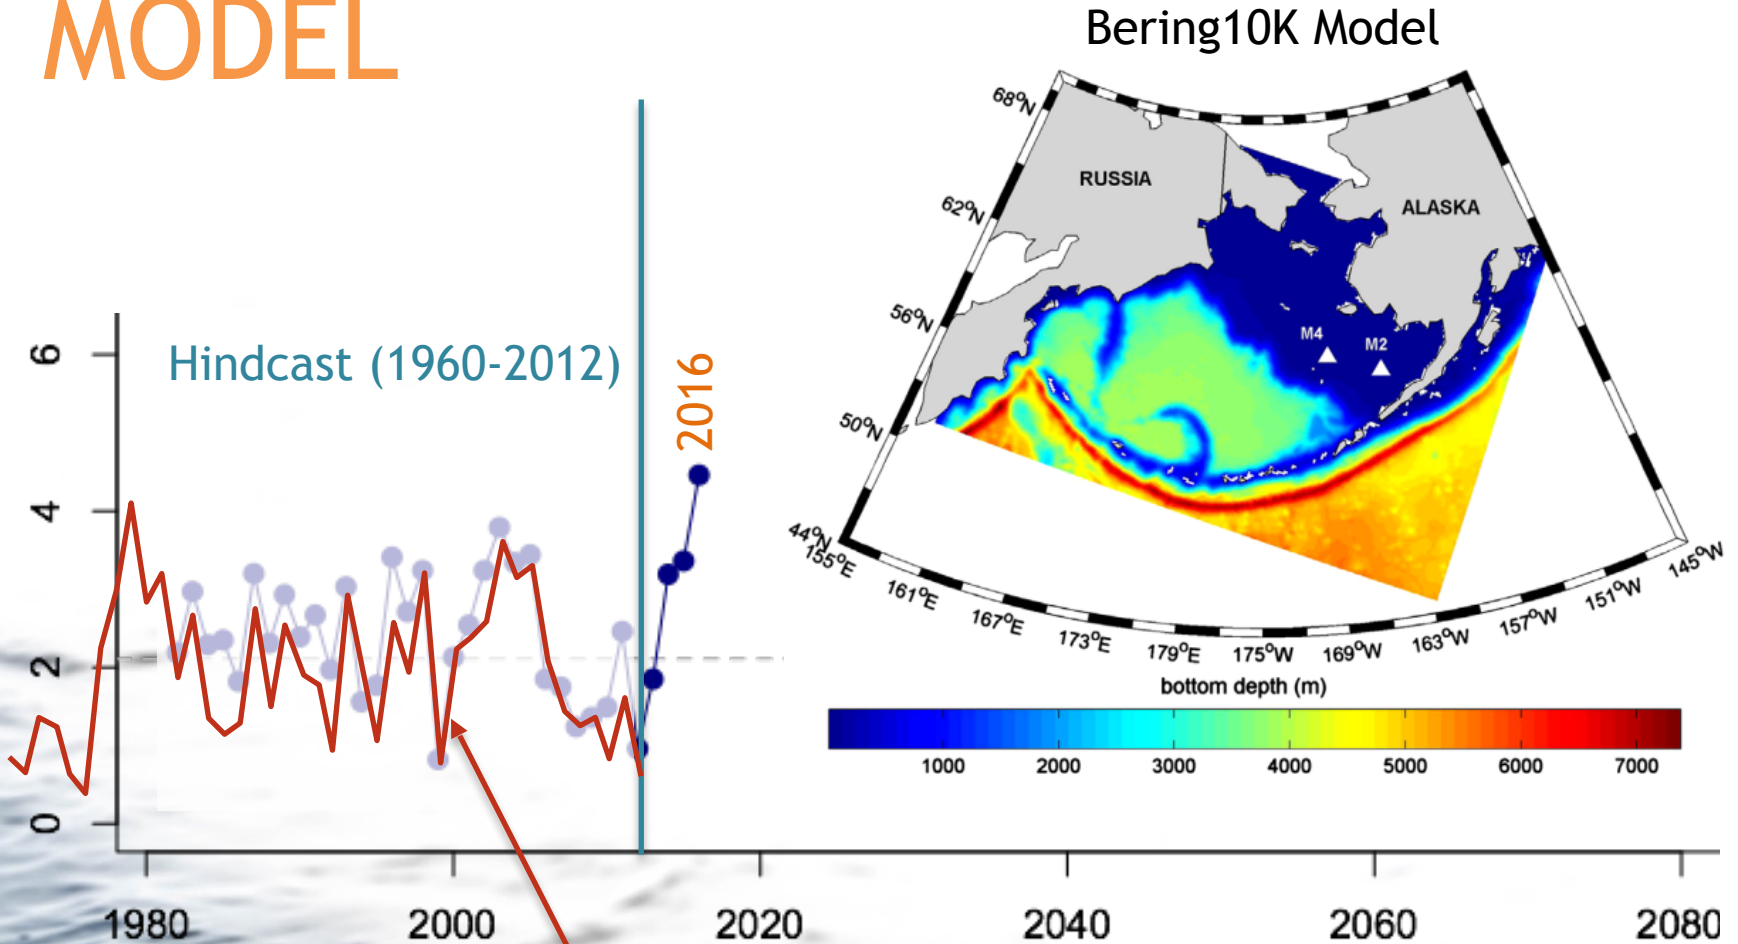 MODEL
Bering10K Model
Hindcast (1960-2012)
2016
6
4
2
0
1980
2000
2020
2040
2060
2080
68°N
62°N
56°N
50°N
44°N
RUSSIA
ALASKA
M4
M2
155°E
161°E
167°E
173°E
179°E
175°W
169°W
163°W
157°W
151°W
145°W
bottom depth (m)
1000
2000
3000
4000
5000
6000
7000